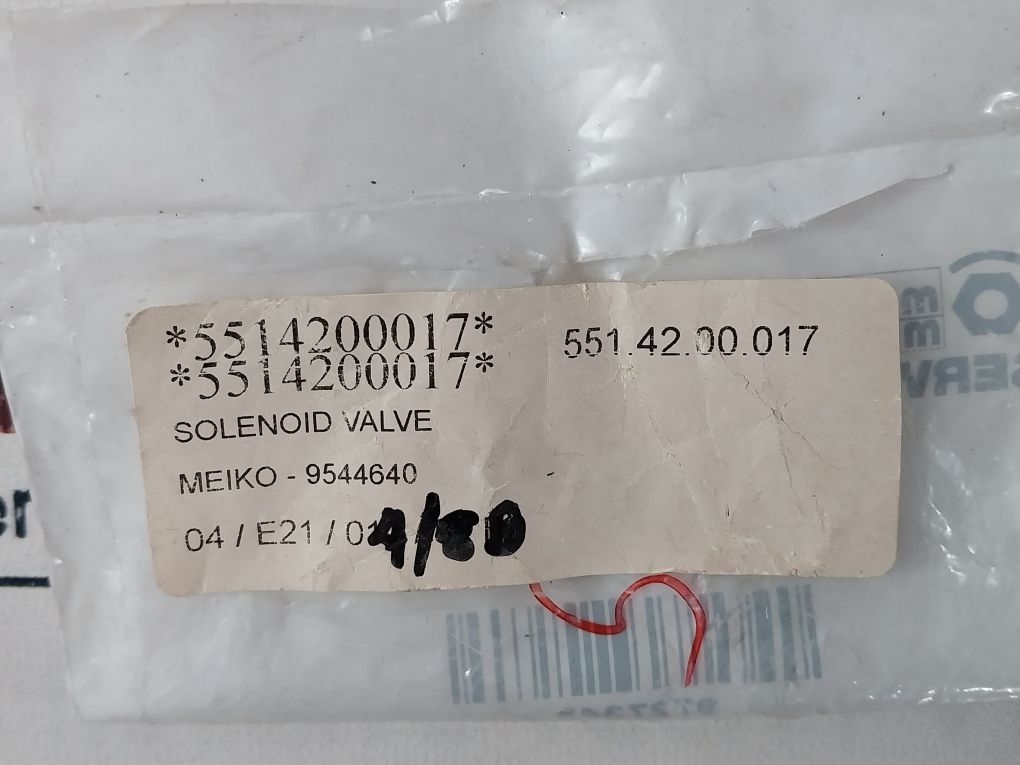 *5514200017* 551.42.00.017
*5514200017*
SOLENOID VALVE
MEIKO - 9544640
04 / E21 / 01